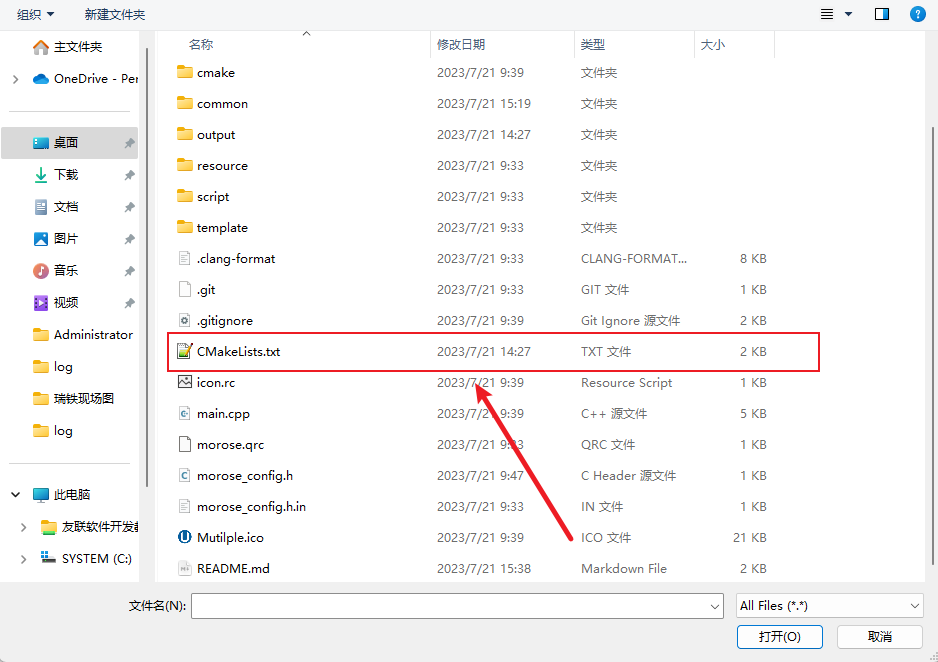 组织 新建文件夹
主文件夹
OneDrive - Per
桌面
下载
文档
图片
音乐
视频
Administrator
log
瑞铁现场图
log
此电脑
友联软件开发
SYSTEM (C:)
名称 修改日期 类型 大小
cmake 2023/7/21 9:39 文件夹
common 2023/7/21 15:19 文件夹
output 2023/7/21 14:27 文件夹
resource 2023/7/21 9:33 文件夹
script 2023/7/21 9:33 文件夹
template 2023/7/21 9:33 文件夹
.clang-format 2023/7/21 9:33 CLANG-FORMAT... 8 KB
.git 2023/7/21 9:33 GIT 文件 1 KB
.gitignore 2023/7/21 9:39 Git Ignore 源文件 2 KB
CMakeLists.txt 2023/7/21 14:27 TXT 文件 2 KB
icon.rc 2023/7/21 9:39 Resource Script 1 KB
main.cpp 2023/7/21 9:39 C++ 源文件 5 KB
morose.qrc 2023/7/21 9:33 QRC 文件 1 KB
morose_config.h 2023/7/21 9:47 C Header 源文件 1 KB
morose_config.h.in 2023/7/21 9:33 IN 文件 1 KB
Mutilple.ico 2023/7/21 9:39 ICO 文件 21 KB
README.md 2023/7/21 15:38 Markdown File 2 KB
文件名(N): All Files (*.*)
打开(O) 取消